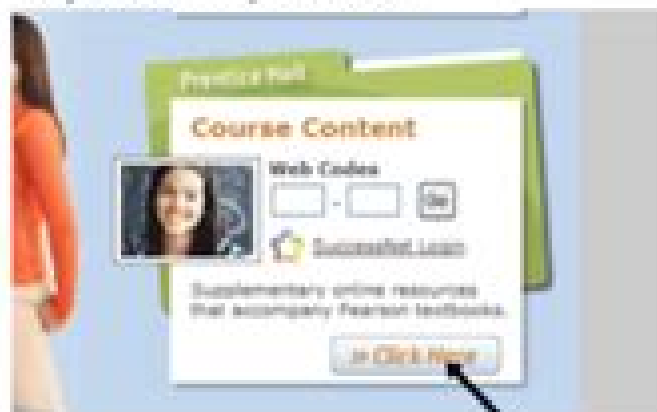 Prentice Hall
Course Content
Web Codes
- Go
SuccessNet Login
Supplementary online resources
that accompany Pearson textbooks.
» Click Here